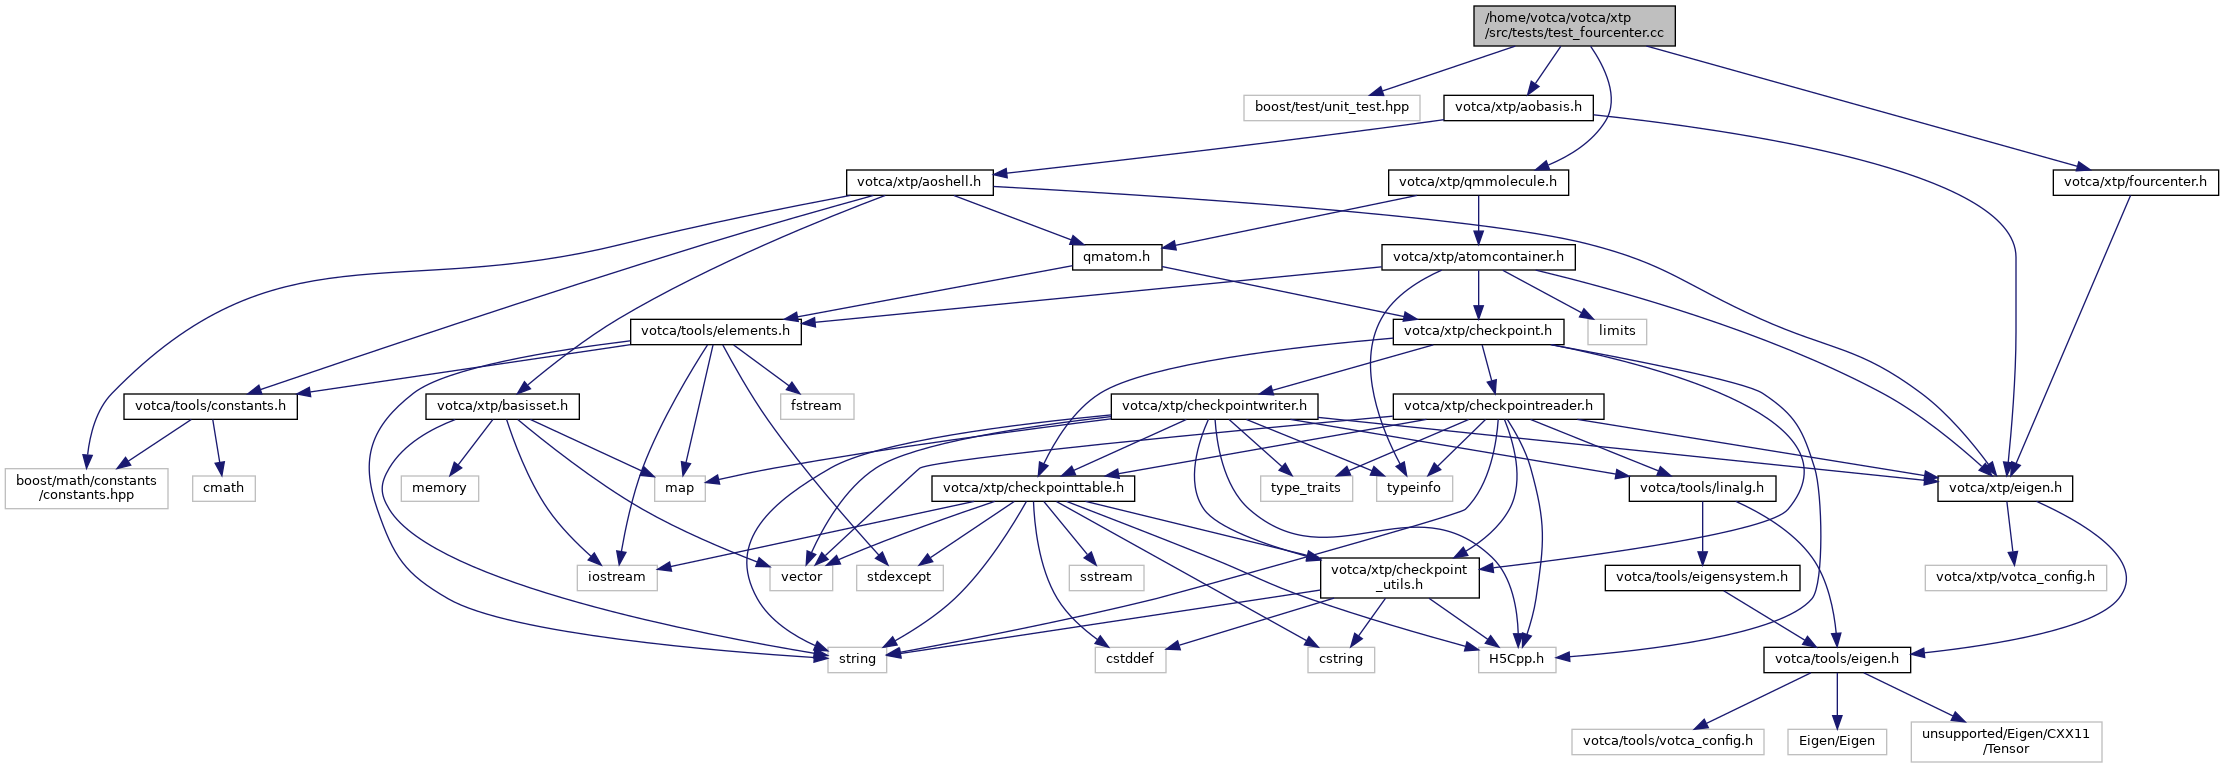 /home/votca/votca/xtp
/src/tests/test_fourcenter.cc
boost/test/unit_test.hpp
votca/xtp/aobasis.h
votca/xtp/aoshell.h
votca/xtp/qmmolecule.h
votca/xtp/fourcenter.h
qmatom.h
votca/xtp/atomcontainer.h
votca/tools/elements.h
votca/xtp/checkpoint.h
limits
votca/tools/constants.h
votca/xtp/basisset.h
fstream
votca/xtp/checkpointwriter.h
votca/xtp/checkpointreader.h
boost/math/constants
/constants.hpp
cmath
memory
map
votca/xtp/checkpointtable.h
type_traits
typeinfo
votca/tools/linalg.h
votca/xtp/eigen.h
iostream
vector
stdexcept
sstream
votca/xtp/checkpoint
_utils.h
votca/tools/eigensystem.h
votca/xtp/votca_config.h
string
cstddef
cstring
H5Cpp.h
votca/tools/eigen.h
votca/tools/votca_config.h
Eigen/Eigen
unsupported/Eigen/CXX11
/Tensor